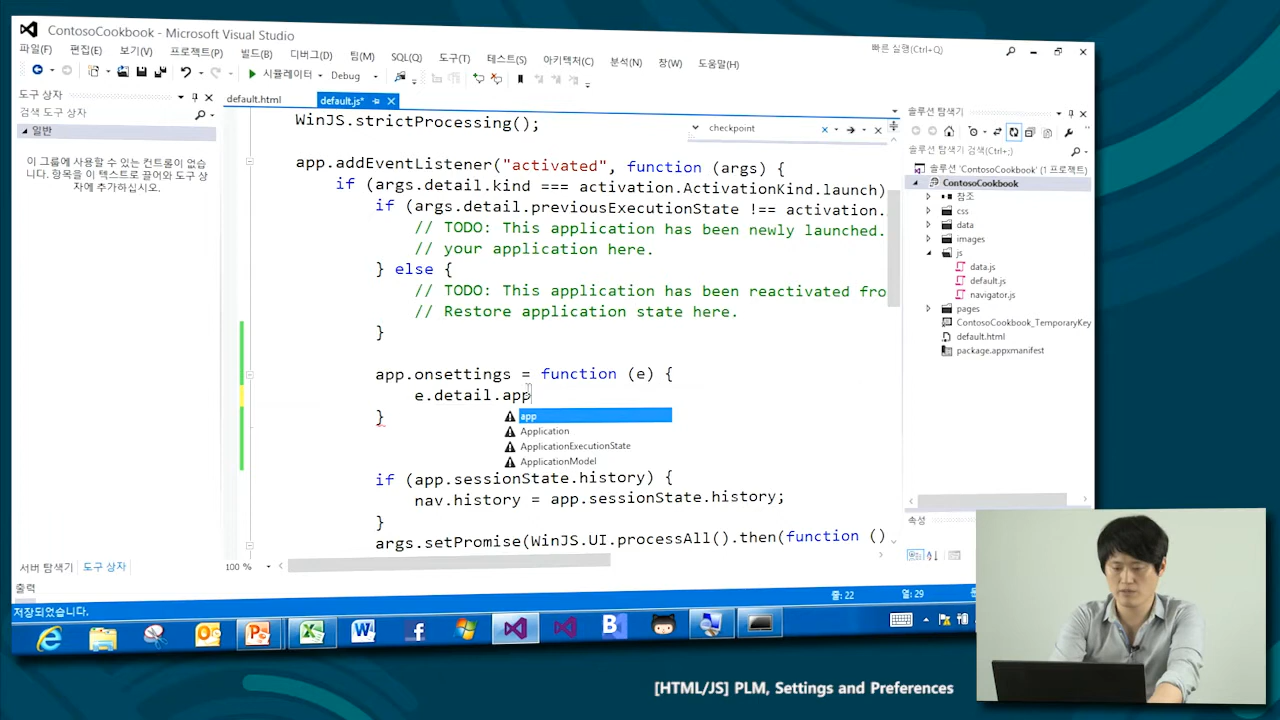 ContosoCookbook - Microsoft Visual Studio
빠른 실행(Ctrl+Q)
파일(F) 편집(E) 보기(V) 프로젝트(P) 빌드(B) 디버그(D) 팀(M) SQL(Q) 도구(T) 테스트(S) 아키텍처(C) 분석(N) 창(W) 도움말(H)
시뮬레이터 Debug
도구 상자
검색 도구 상자
일반
이 그룹에 사용할 수 있는 컨트롤이 없습
니다. 항목을 이 텍스트로 끌어와 도구 상
자에 추가하십시오.
서버 탐색기 도구 상자
출력
저장되었습니다.
default.html default.js*
checkpoint
WinJS.strictProcessing();
app.addEventListener("activated", function (args) {
if (args.detail.kind === activation.ActivationKind.launch)
if (args.detail.previousExecutionState !== activation.
// TODO: This application has been newly launched.
// your application here.
} else {
// TODO: This application has been reactivated fro
// Restore application state here.
}
app.onsettings = function (e) {
e.detail.app
}
app
Application
ApplicationExecutionState
ApplicationModel
if (app.sessionState.history) {
nav.history = app.sessionState.history;
}
args.setPromise(WinJS.UI.processAll().then(function ()
100 %
줄: 22 열: 29
솔루션 탐색기
솔루션 탐색기 검색(Ctrl+;)
솔루션 'ContosoCookbook' (1 프로젝트)
ContosoCookbook
참조
css
data
images
js
data.js
default.js
navigator.js
pages
ContosoCookbook_TemporaryKey
default.html
package.appxmanifest
속성
[HTML/JS] PLM, Settings and Preferences